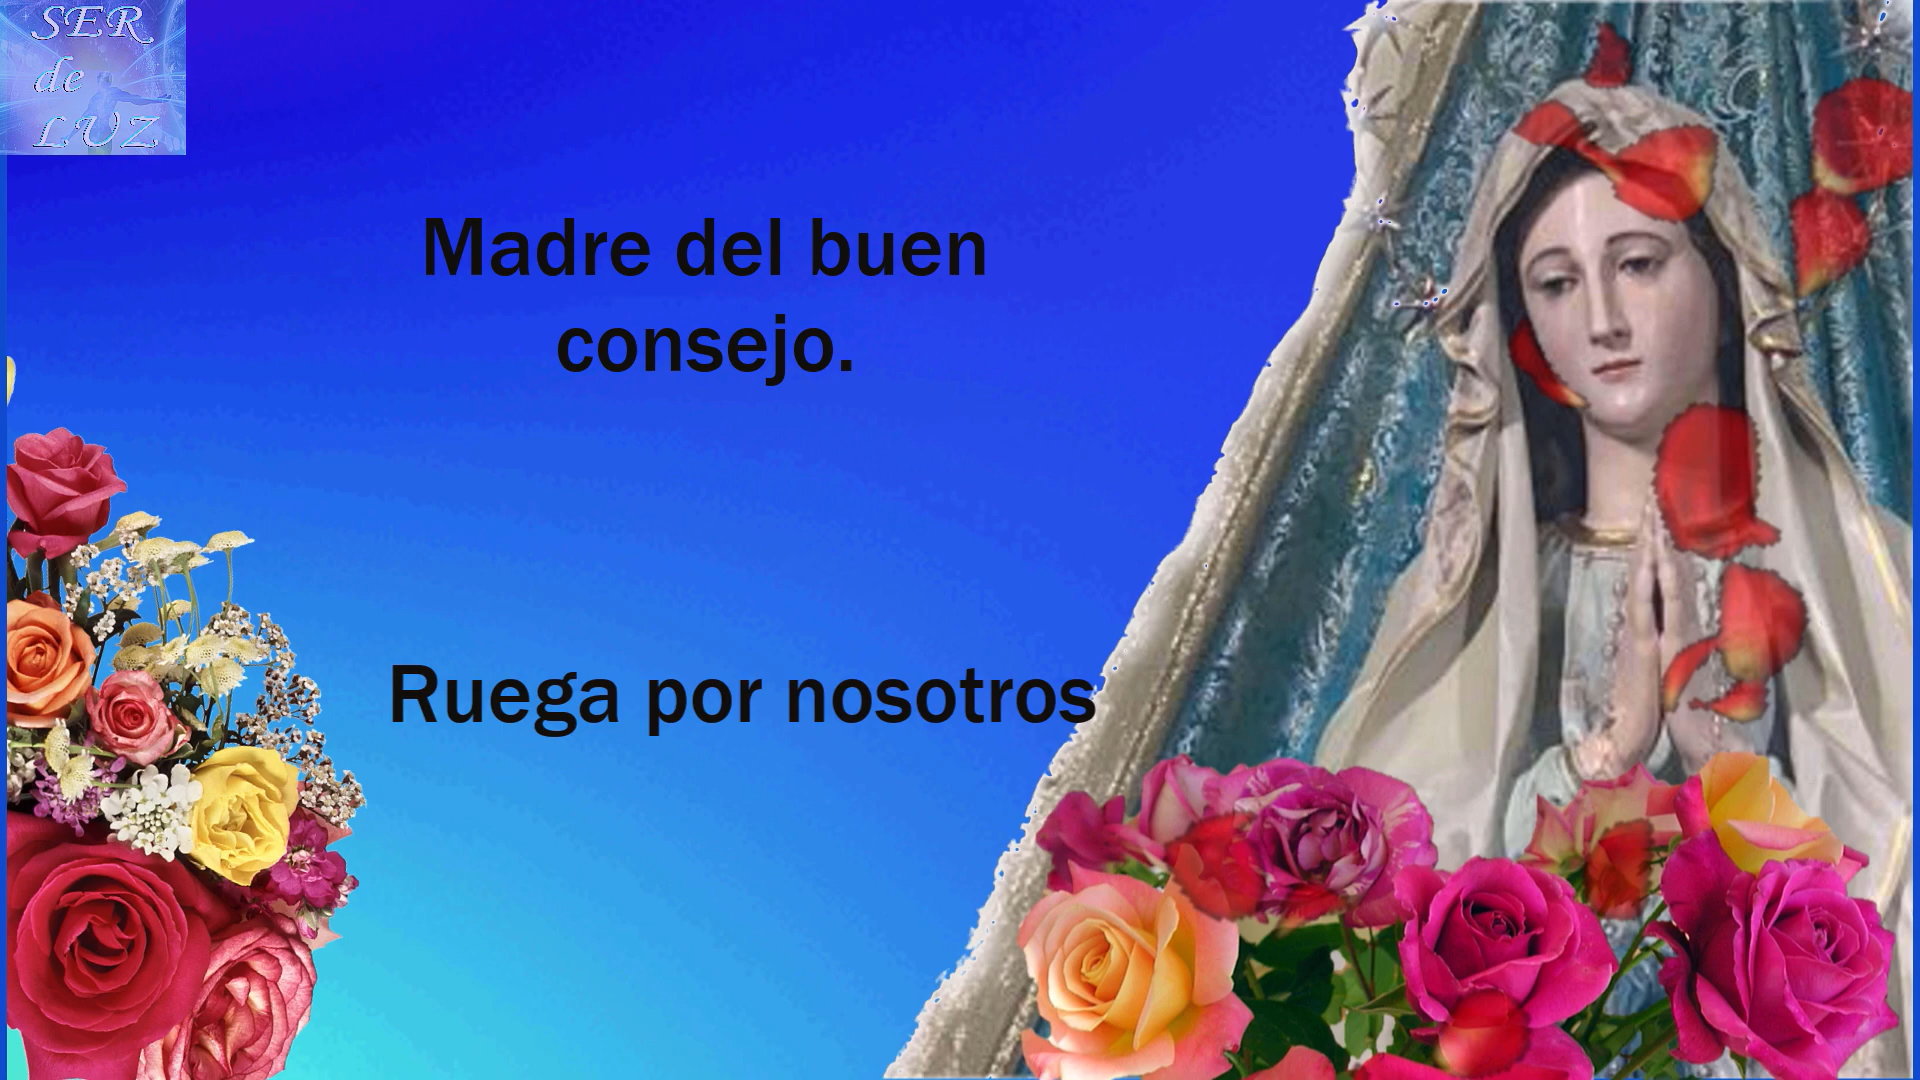 SER
de
LUZ
Madre del buen
consejo.
Ruega por nosotros